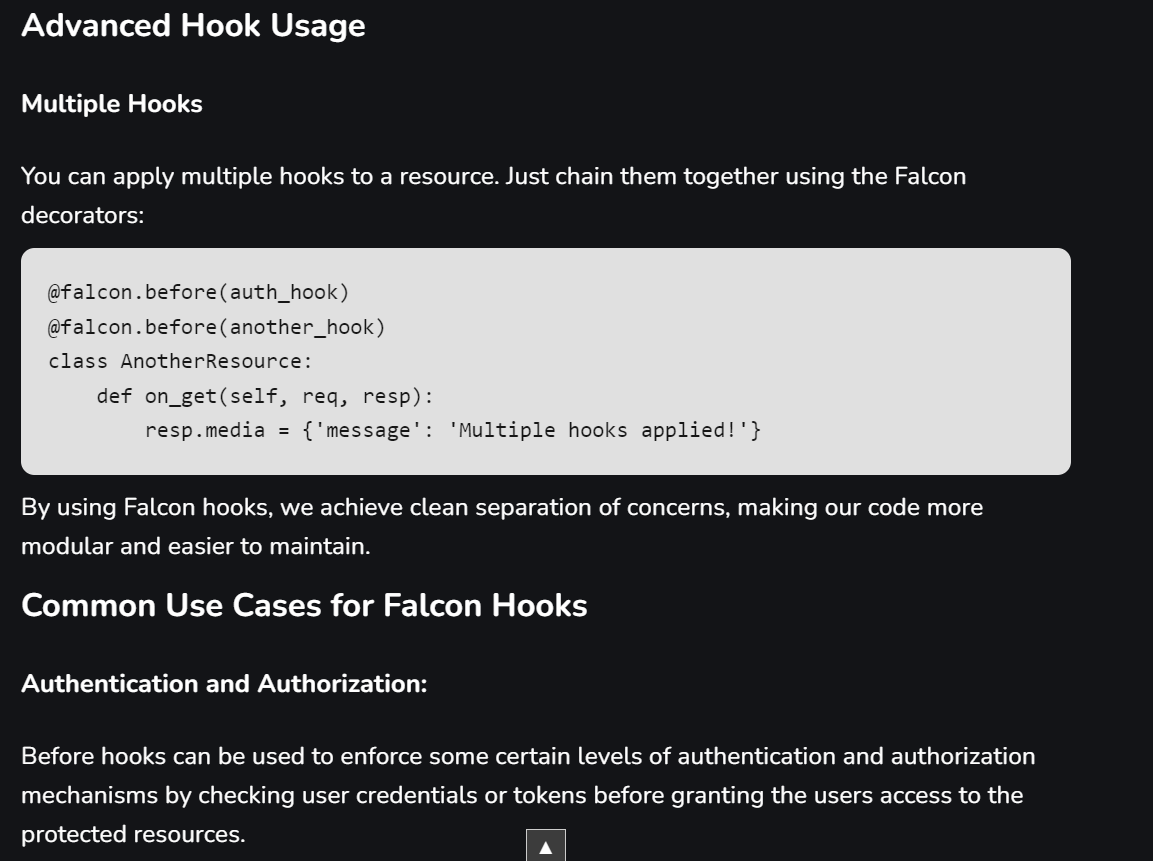 Advanced Hook Usage
Multiple Hooks
You can apply multiple hooks to a resource. Just chain them together using the Falcon
decorators:
@falcon.before(auth_hook)
@falcon.before(another_hook)
class AnotherResource:
    def on_get(self, req, resp):
        resp.media = {'message': 'Multiple hooks applied!'}
By using Falcon hooks, we achieve clean separation of concerns, making our code more
modular and easier to maintain.
Common Use Cases for Falcon Hooks
Authentication and Authorization:
Before hooks can be used to enforce some certain levels of authentication and authorization
mechanisms by checking user credentials or tokens before granting the users access to the
protected resources.